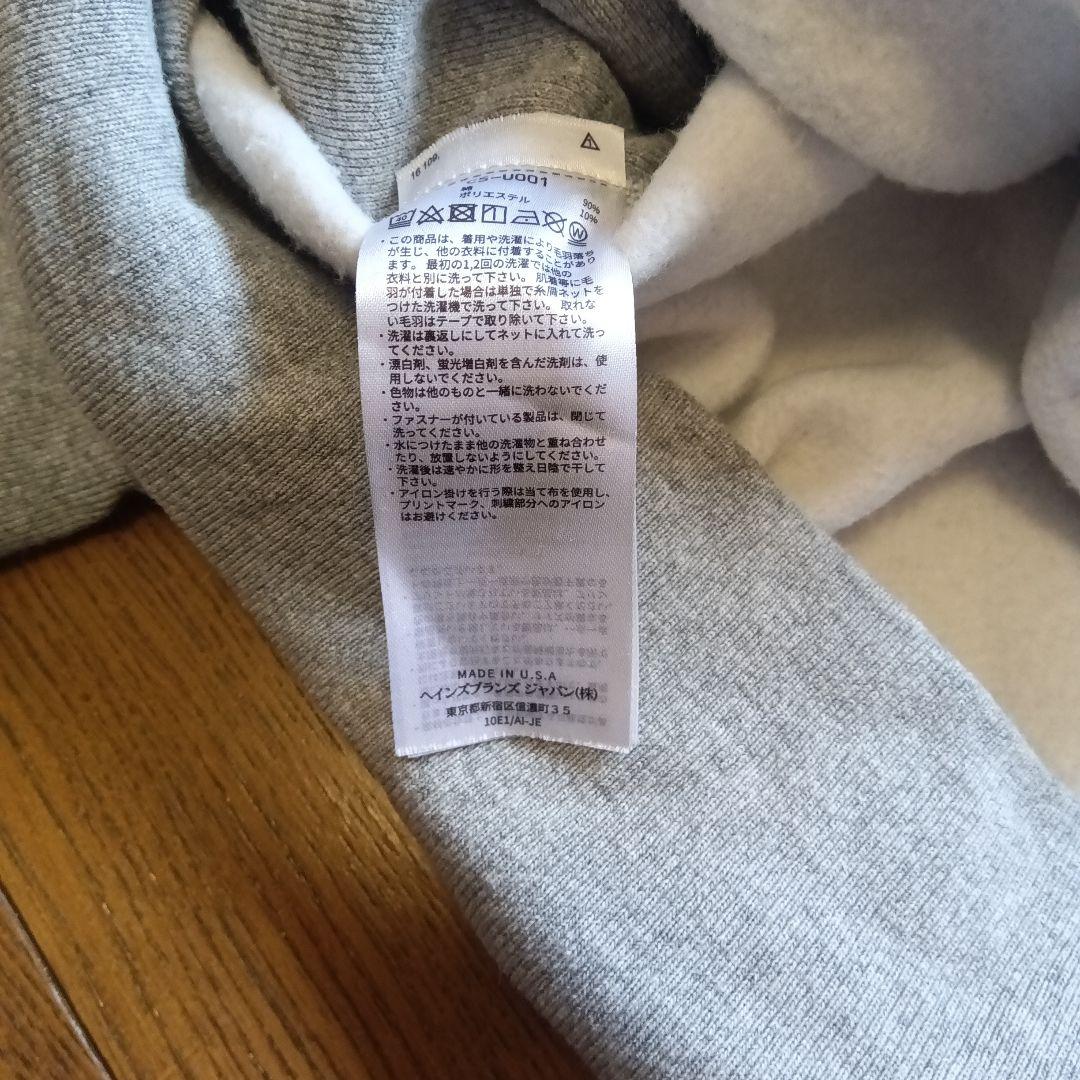 16 109.
C5-U001
綿 90%
ポリエステル 10%
40
W
・この商品は、着用や洗濯により毛羽落ち
が生じ、他の衣料に付着することがあり
ます。 最初の1,2回の洗濯では他の
衣料と別に洗って下さい。 肌着等に毛
羽が付着した場合は単独で糸屑ネットを
つけた洗濯機で洗って下さい。 取れな
い毛羽はテープで取り除いて下さい。
・洗濯は裏返しにしてネットに入れて洗っ
てください。
・漂白剤、蛍光増白剤を含んだ洗剤は、使
用しないでください。
・色物は他のものと一緒に洗わないでくだ
さい。
・ファスナーが付いている製品は、閉じて
洗ってください。
・水につけたまま他の洗濯物と重ね合わせ
たり、放置しないようにしてください。
・洗濯後は速やかに形を整え日陰で干して
下さい。
・アイロン掛けを行う際は当て布を使用し、
プリントマーク、刺繍部分へのアイロン
はお避けください。
MADE IN U.S.A
ヘインズブランズ ジャパン(株)
東京都新宿区信濃町35
10E1/AI-JE